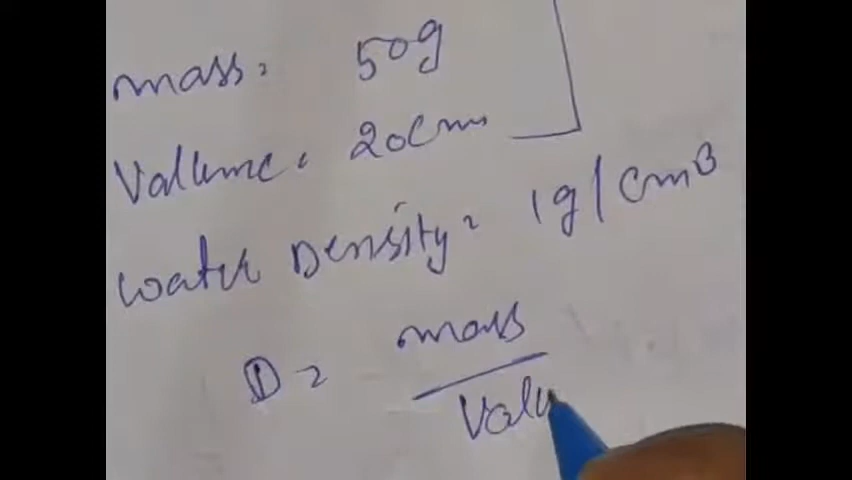 mass = 50g
Volume = 20cm
Water Density = 1g/cm3
D = mass
Volu